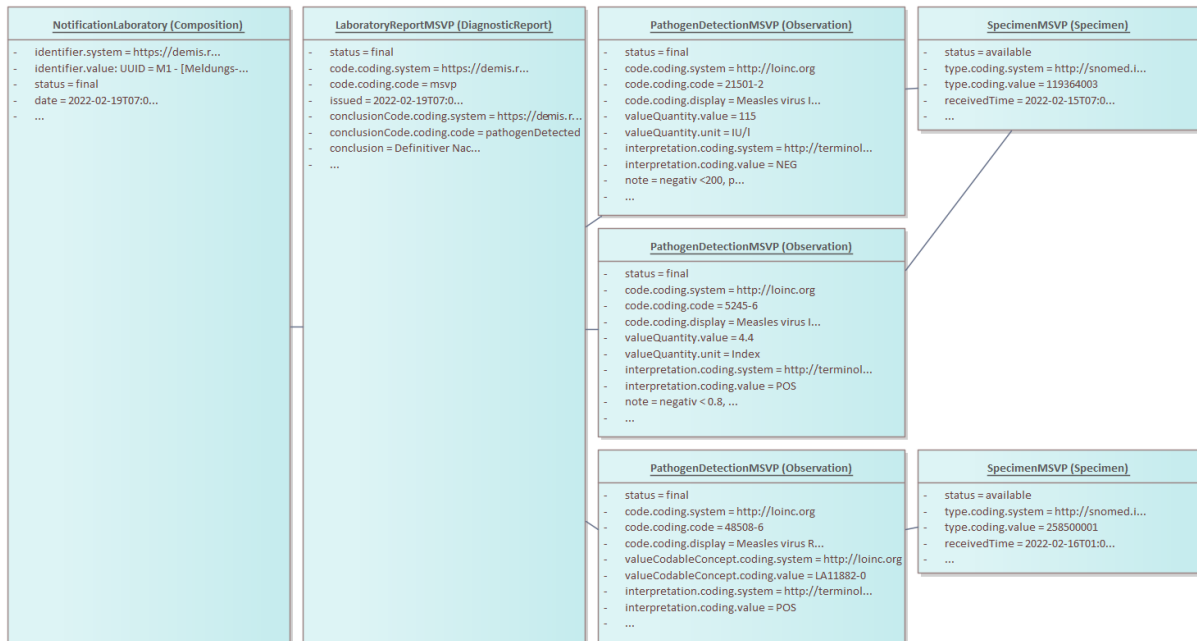 NotificationLaboratory (Composition)
- identifier.system = https://demis.r...
- identifier.value: UUID = M1 - [Meldungs-...
- status = final
- date = 2022-02-19T07:0...
- ...
LaboratoryReportMSVP (DiagnosticReport)
- status = final
- code.coding.system = https://demis.r...
- code.coding.code = msvp
- issued = 2022-02-19T07:0...
- conclusionCode.coding.system = https://demis.r...
- conclusionCode.coding.code = pathogenDetected
- conclusion = Definitiver Nac...
- ...
PathogenDetectionMSVP (Observation)
- status = final
- code.coding.system = http://loinc.org
- code.coding.code = 21501-2
- code.coding.display = Measles virus I...
- valueQuantity.value = 115
- valueQuantity.unit = IU/l
- interpretation.coding.system = http://terminol...
- interpretation.coding.value = NEG
- note = negativ <200, p...
- ...
SpecimenMSVP (Specimen)
- status = available
- type.coding.system = http://snomed.i...
- type.coding.value = 119364003
- receivedTime = 2022-02-15T07:0...
- ...
PathogenDetectionMSVP (Observation)
- status = final
- code.coding.system = http://loinc.org
- code.coding.code = 5245-6
- code.coding.display = Measles virus I...
- valueQuantity.value = 4.4
- valueQuantity.unit = Index
- interpretation.coding.system = http://terminol...
- interpretation.coding.value = POS
- note = negativ < 0.8, ...
- ...
PathogenDetectionMSVP (Observation)
- status = final
- code.coding.system = http://loinc.org
- code.coding.code = 48508-6
- code.coding.display = Measles virus R...
- valueCodableConcept.coding.system = http://loinc.org
- valueCodableConcept.coding.value = LA11882-0
- interpretation.coding.system = http://terminol...
- interpretation.coding.value = POS
- ...
SpecimenMSVP (Specimen)
- status = available
- type.coding.system = http://snomed.i...
- type.coding.value = 258500001
- receivedTime = 2022-02-16T01:0...
- ...